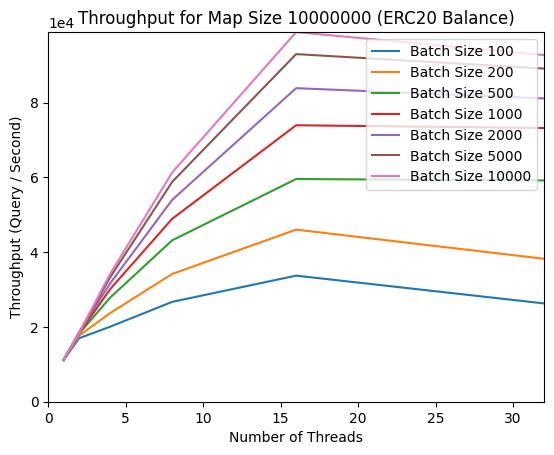 Throughput for Map Size 10000000 (ERC20 Balance)
1e4
Batch Size 100
Batch Size 200
Batch Size 500
Batch Size 1000
Batch Size 2000
Batch Size 5000
Batch Size 10000
Throughput (Query / Second)
8
6
4
2
0
0 5 10 15 20 25 30
Number of Threads